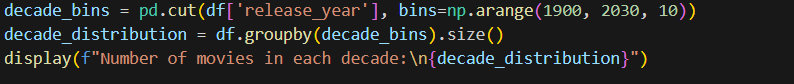 decade_bins = pd.cut(df['release_year'], bins=np.arange(1900, 2030, 10))
decade_distribution = df.groupby(decade_bins).size()
display(f"Number of movies in each decade:\n{decade_distribution}")